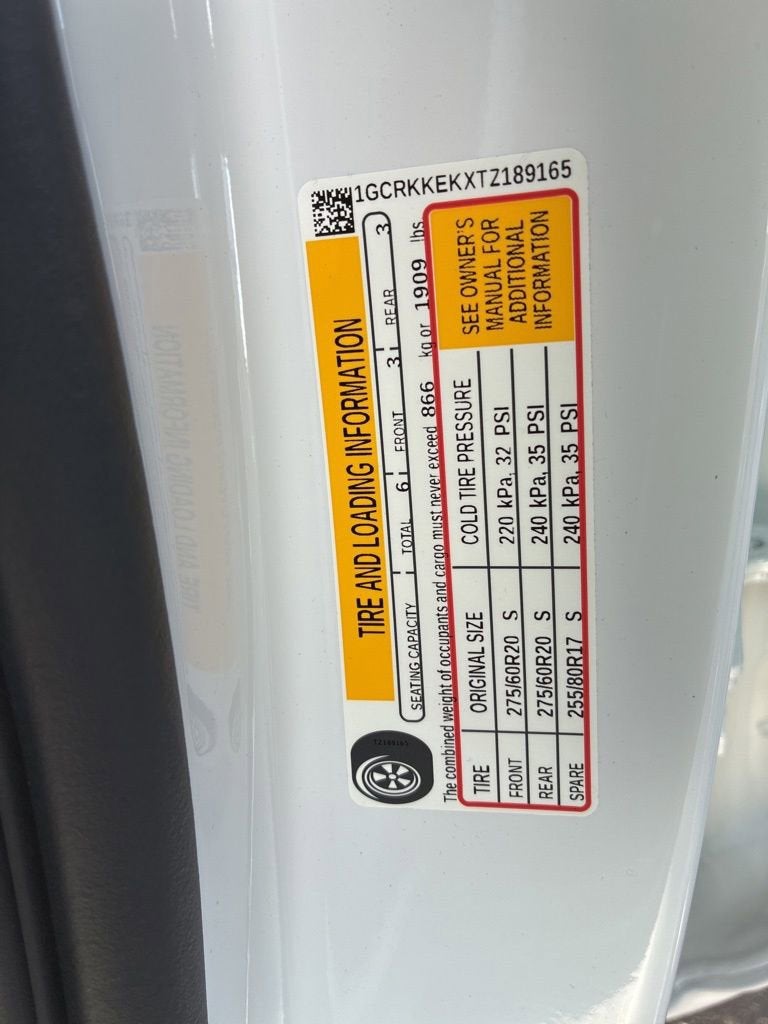 1GCRKKEKXTZ189165
TIRE AND LOADING INFORMATION
SEATING CAPACITY TOTAL 6 FRONT 3 REAR 3
The combined weight of occupants and cargo must never exceed 866 kg or 1909 lbs
TIRE ORIGINAL SIZE COLD TIRE PRESSURE
FRONT 275/60R20 S 220 kPa, 32 PSI
REAR 275/60R20 S 240 kPa, 35 PSI
SPARE 255/80R17 S 240 kPa, 35 PSI
SEE OWNER'S
MANUAL FOR
ADDITIONAL
INFORMATION
TZ189165